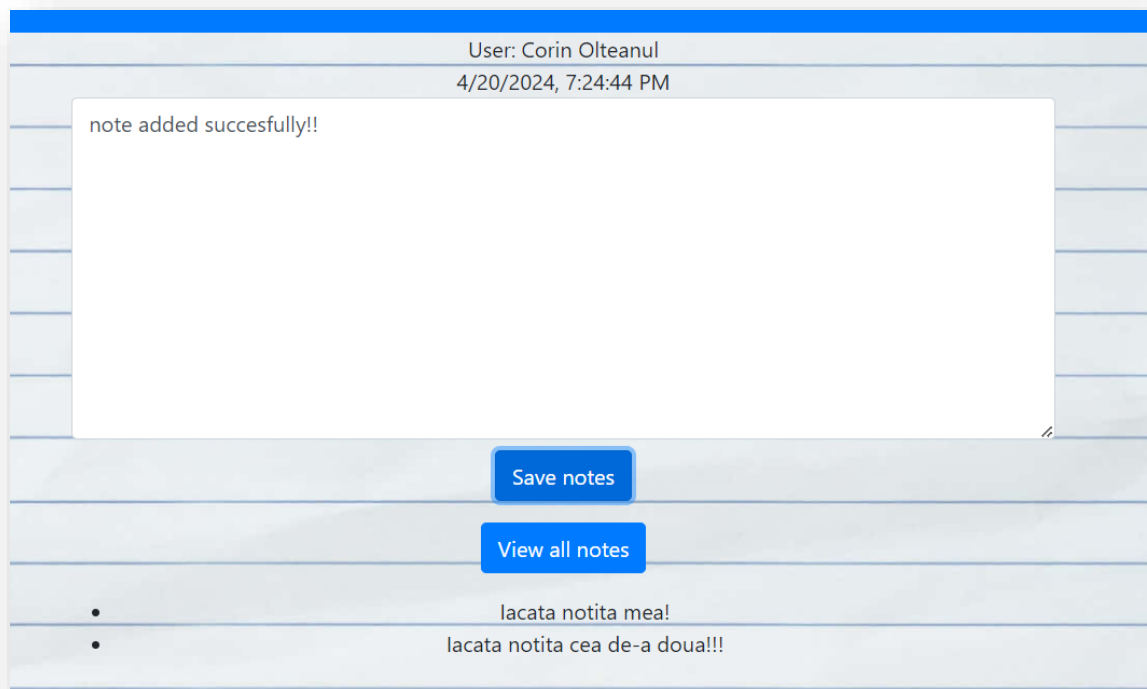 User: Corin Olteanul
4/20/2024, 7:24:44 PM
note added succesfully!!
Save notes
View all notes
Iacata notita mea!
Iacata notita cea de-a doua!!!